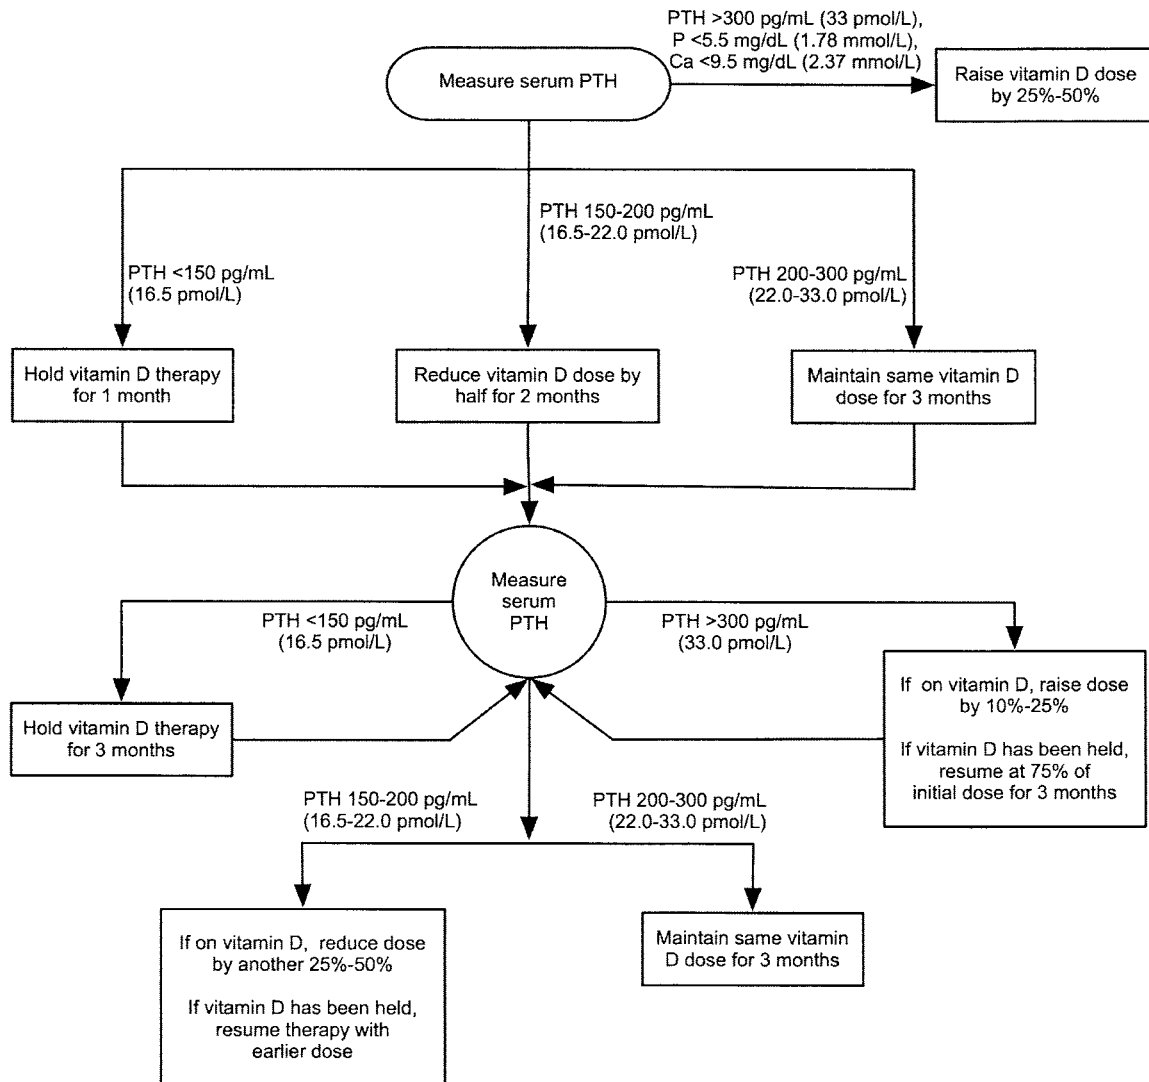 PTH >300 pg/mL (33 pmol/L),
P <5.5 mg/dL (1.78 mmol/L),
Ca <9.5 mg/dL (2.37 mmol/L)
Measure serum PTH
Raise vitamin D dose
by 25%-50%
PTH 150-200 pg/mL
(16.5-22.0 pmol/L)
PTH <150 pg/mL
(16.5 pmol/L)
PTH 200-300 pg/mL
(22.0-33.0 pmol/L)
Hold vitamin D therapy
for 1 month
Reduce vitamin D dose by
half for 2 months
Maintain same vitamin D
dose for 3 months
Measure
serum
PTH
PTH <150 pg/mL
(16.5 pmol/L)
PTH >300 pg/mL
(33.0 pmol/L)
Hold vitamin D therapy
for 3 months
If on vitamin D, raise dose
by 10%-25%
If vitamin D has been held,
resume at 75% of
initial dose for 3 months
PTH 150-200 pg/mL
(16.5-22.0 pmol/L)
PTH 200-300 pg/mL
(22.0-33.0 pmol/L)
If on vitamin D, reduce dose
by another 25%-50%
If vitamin D has been held,
resume therapy with
earlier dose
Maintain same vitamin
D dose for 3 months